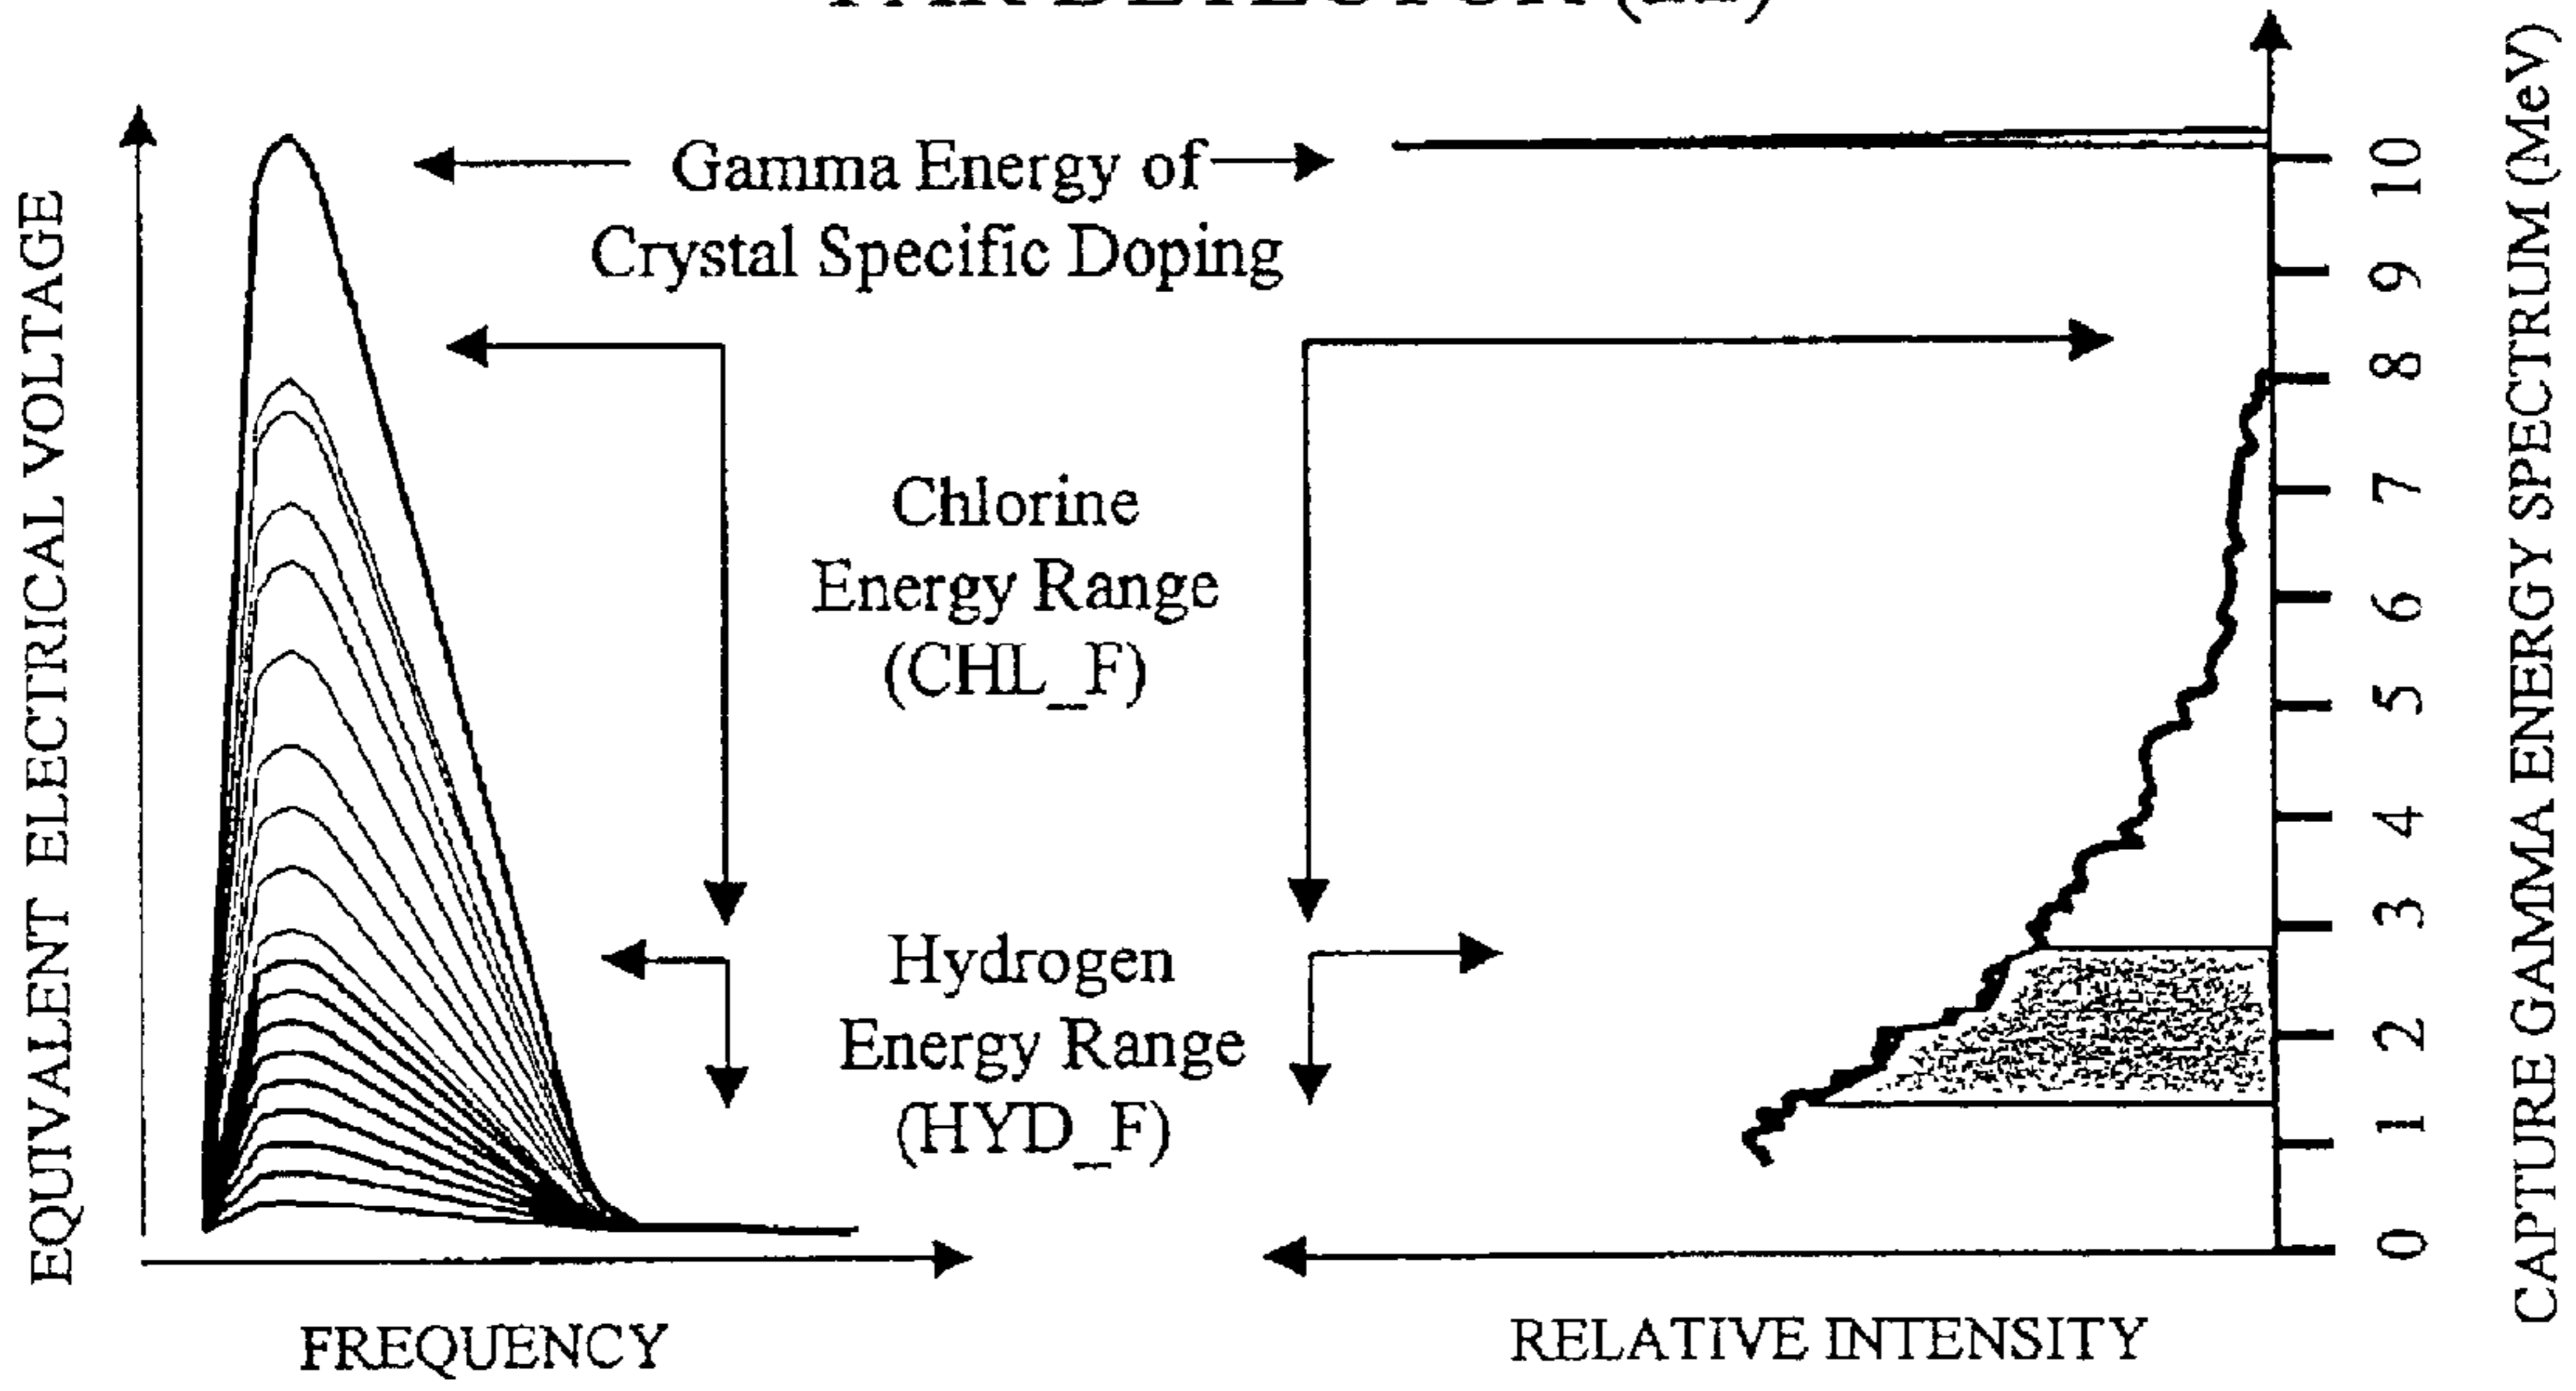 EQUIVALENT ELECTRICAL VOLTAGE
Gamma Energy of
Crystal Specific Doping
Chlorine
Energy Range
(CHL_F)
Hydrogen
Energy Range
(HYD_F)
FREQUENCY
RELATIVE INTENSITY
10
9
8
7
6
5
4
3
2
1
0
CAPTURE GAMMA ENERGY SPECTRUM (MeV)